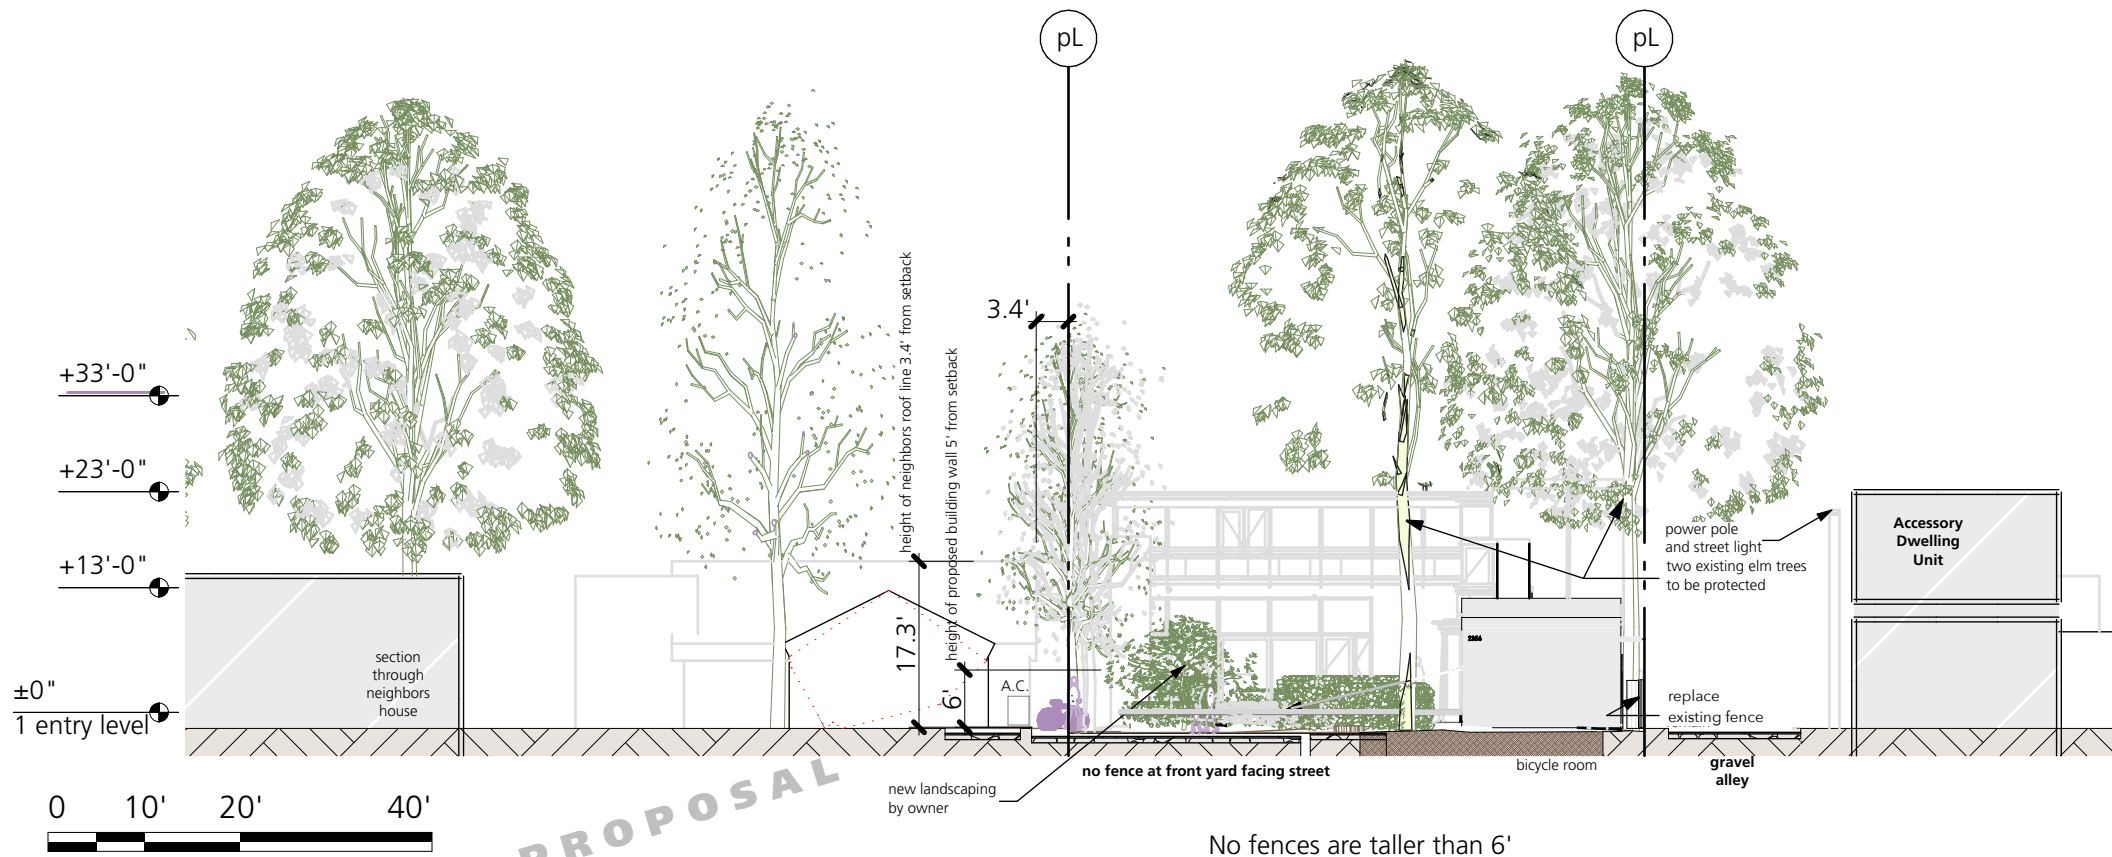 pL
pL
height of neighbors roof line 3.4' from setback
height of proposed building wall 5' from setback
3.4'
+33'-0"
+23'-0"
+13'-0"
±0"
1 entry level
section
through
neighbors
house
17.3'
6'
A.C.
2356
power pole
and street light
two existing elm trees
to be protected
Accessory
Dwelling
Unit
replace
existing fence
no fence at front yard facing street
bicycle room
gravel
alley
new landscaping
by owner
PROPOSAL
0 10' 20' 40'
No fences are taller than 6'